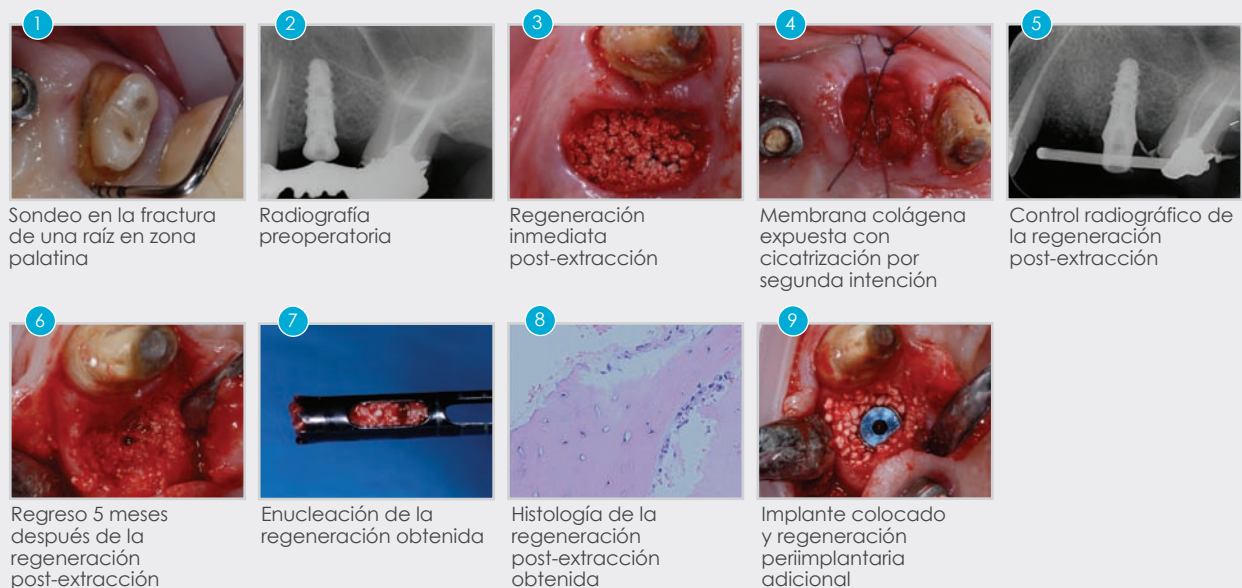 1
Sondeo en la fractura
de una raíz en zona
palatina
2
Radiografía
preoperatoria
3
Regeneración
inmediata
post-extracción
4
Membrana colágena
expuesta con
cicatrización por
segunda intención
5
Control radiográfico de
la regeneración
post-extracción
6
Regreso 5 meses
después de la
regeneración
post-extracción
7
Enucleación de la
regeneración obtenida
8
Histología de la
regeneración
post-extracción
obtenida
9
Implante colocado
y regeneración
periimplantaria
adicional